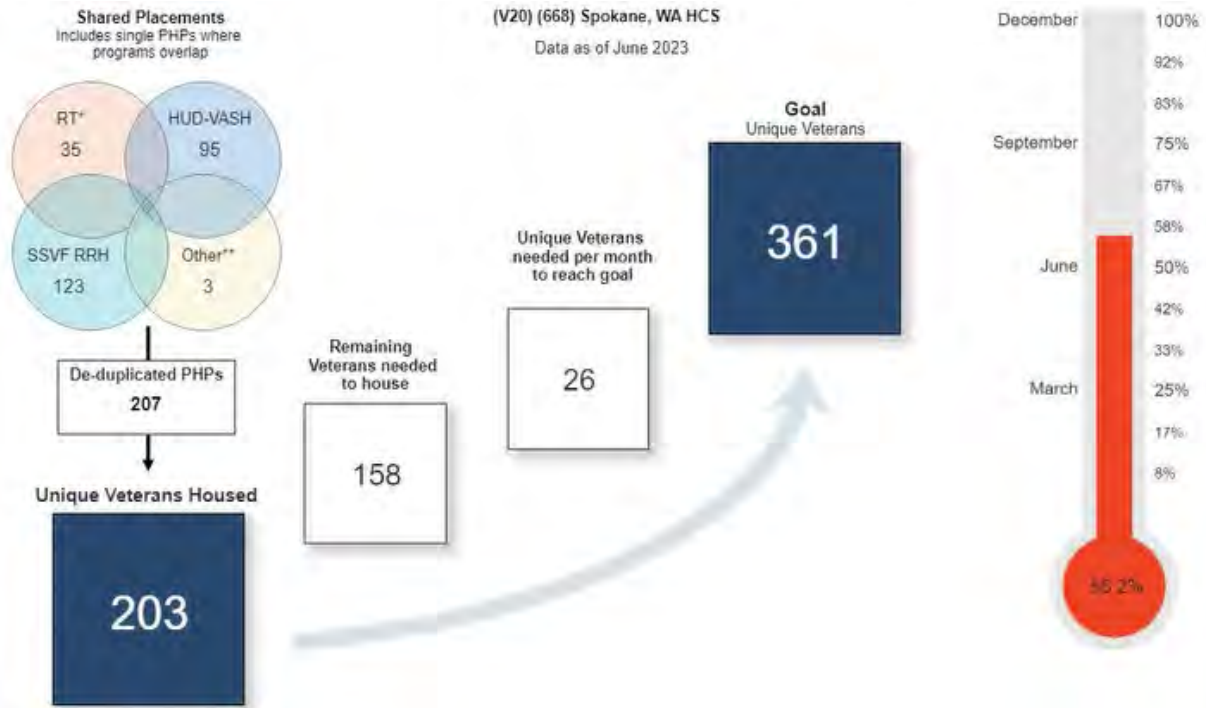 Shared Placements
Includes single PHPs where
programs overlap
RT*
35
HUD-VASH
95
SSVF RRH
123
Other**
3
De-duplicated PHPs
207
Unique Veterans Housed
203
(V20) (668) Spokane, WA HCS
Data as of June 2023
Remaining
Veterans needed
to house
158
Unique Veterans
needed per month
to reach goal
26
Goal
Unique Veterans
361
December
100%
92%
83%
September
75%
67%
58%
June
50%
42%
33%
March
25%
17%
8%
56.2%